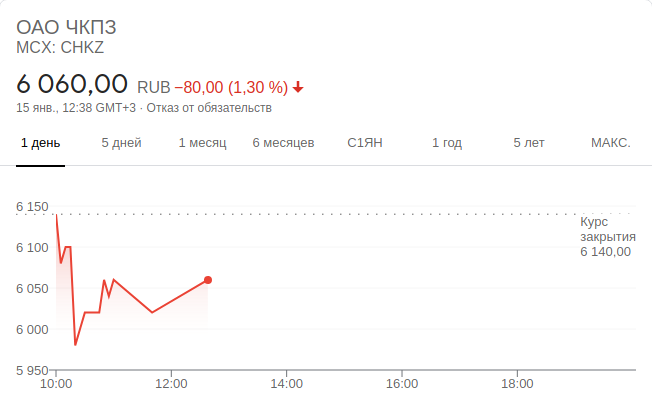 ОАО ЧКПЗ
MCX: CHKZ
6 060,00 RUB −80,00 (1,30 %)
15 янв., 12:38 GMT+3 · Отказ от обязательств
1 день 5 дней 1 месяц 6 месяцев С1ЯН 1 год 5 лет МАКС.
6 150
Курс
закрытия
6 140,00
6 100
6 050
6 000
5 950
10:00 12:00 14:00 16:00 18:00